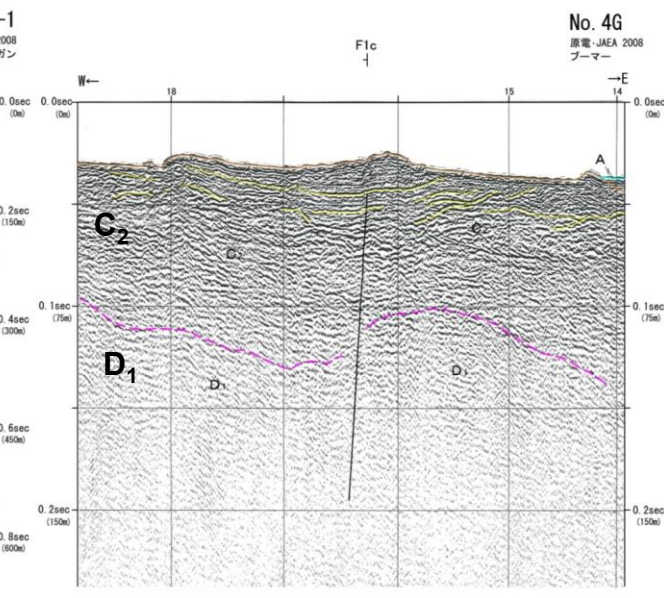 -1
2008
ガン
No. 4G
原電・JAEA 2008
ブーマー
F1c
W←
→E
18
15
14
0.0sec
(0m)
0.0sec
(0m)
0.0sec
(0m)
A
0.2sec
(150m)
C2
C2
C2
0.1sec
(75m)
0.1sec
(75m)
0.4sec
(300m)
D1
D1
D1
0.6sec
(450m)
0.2sec
(150m)
0.2sec
(150m)
0.8sec
(600m)